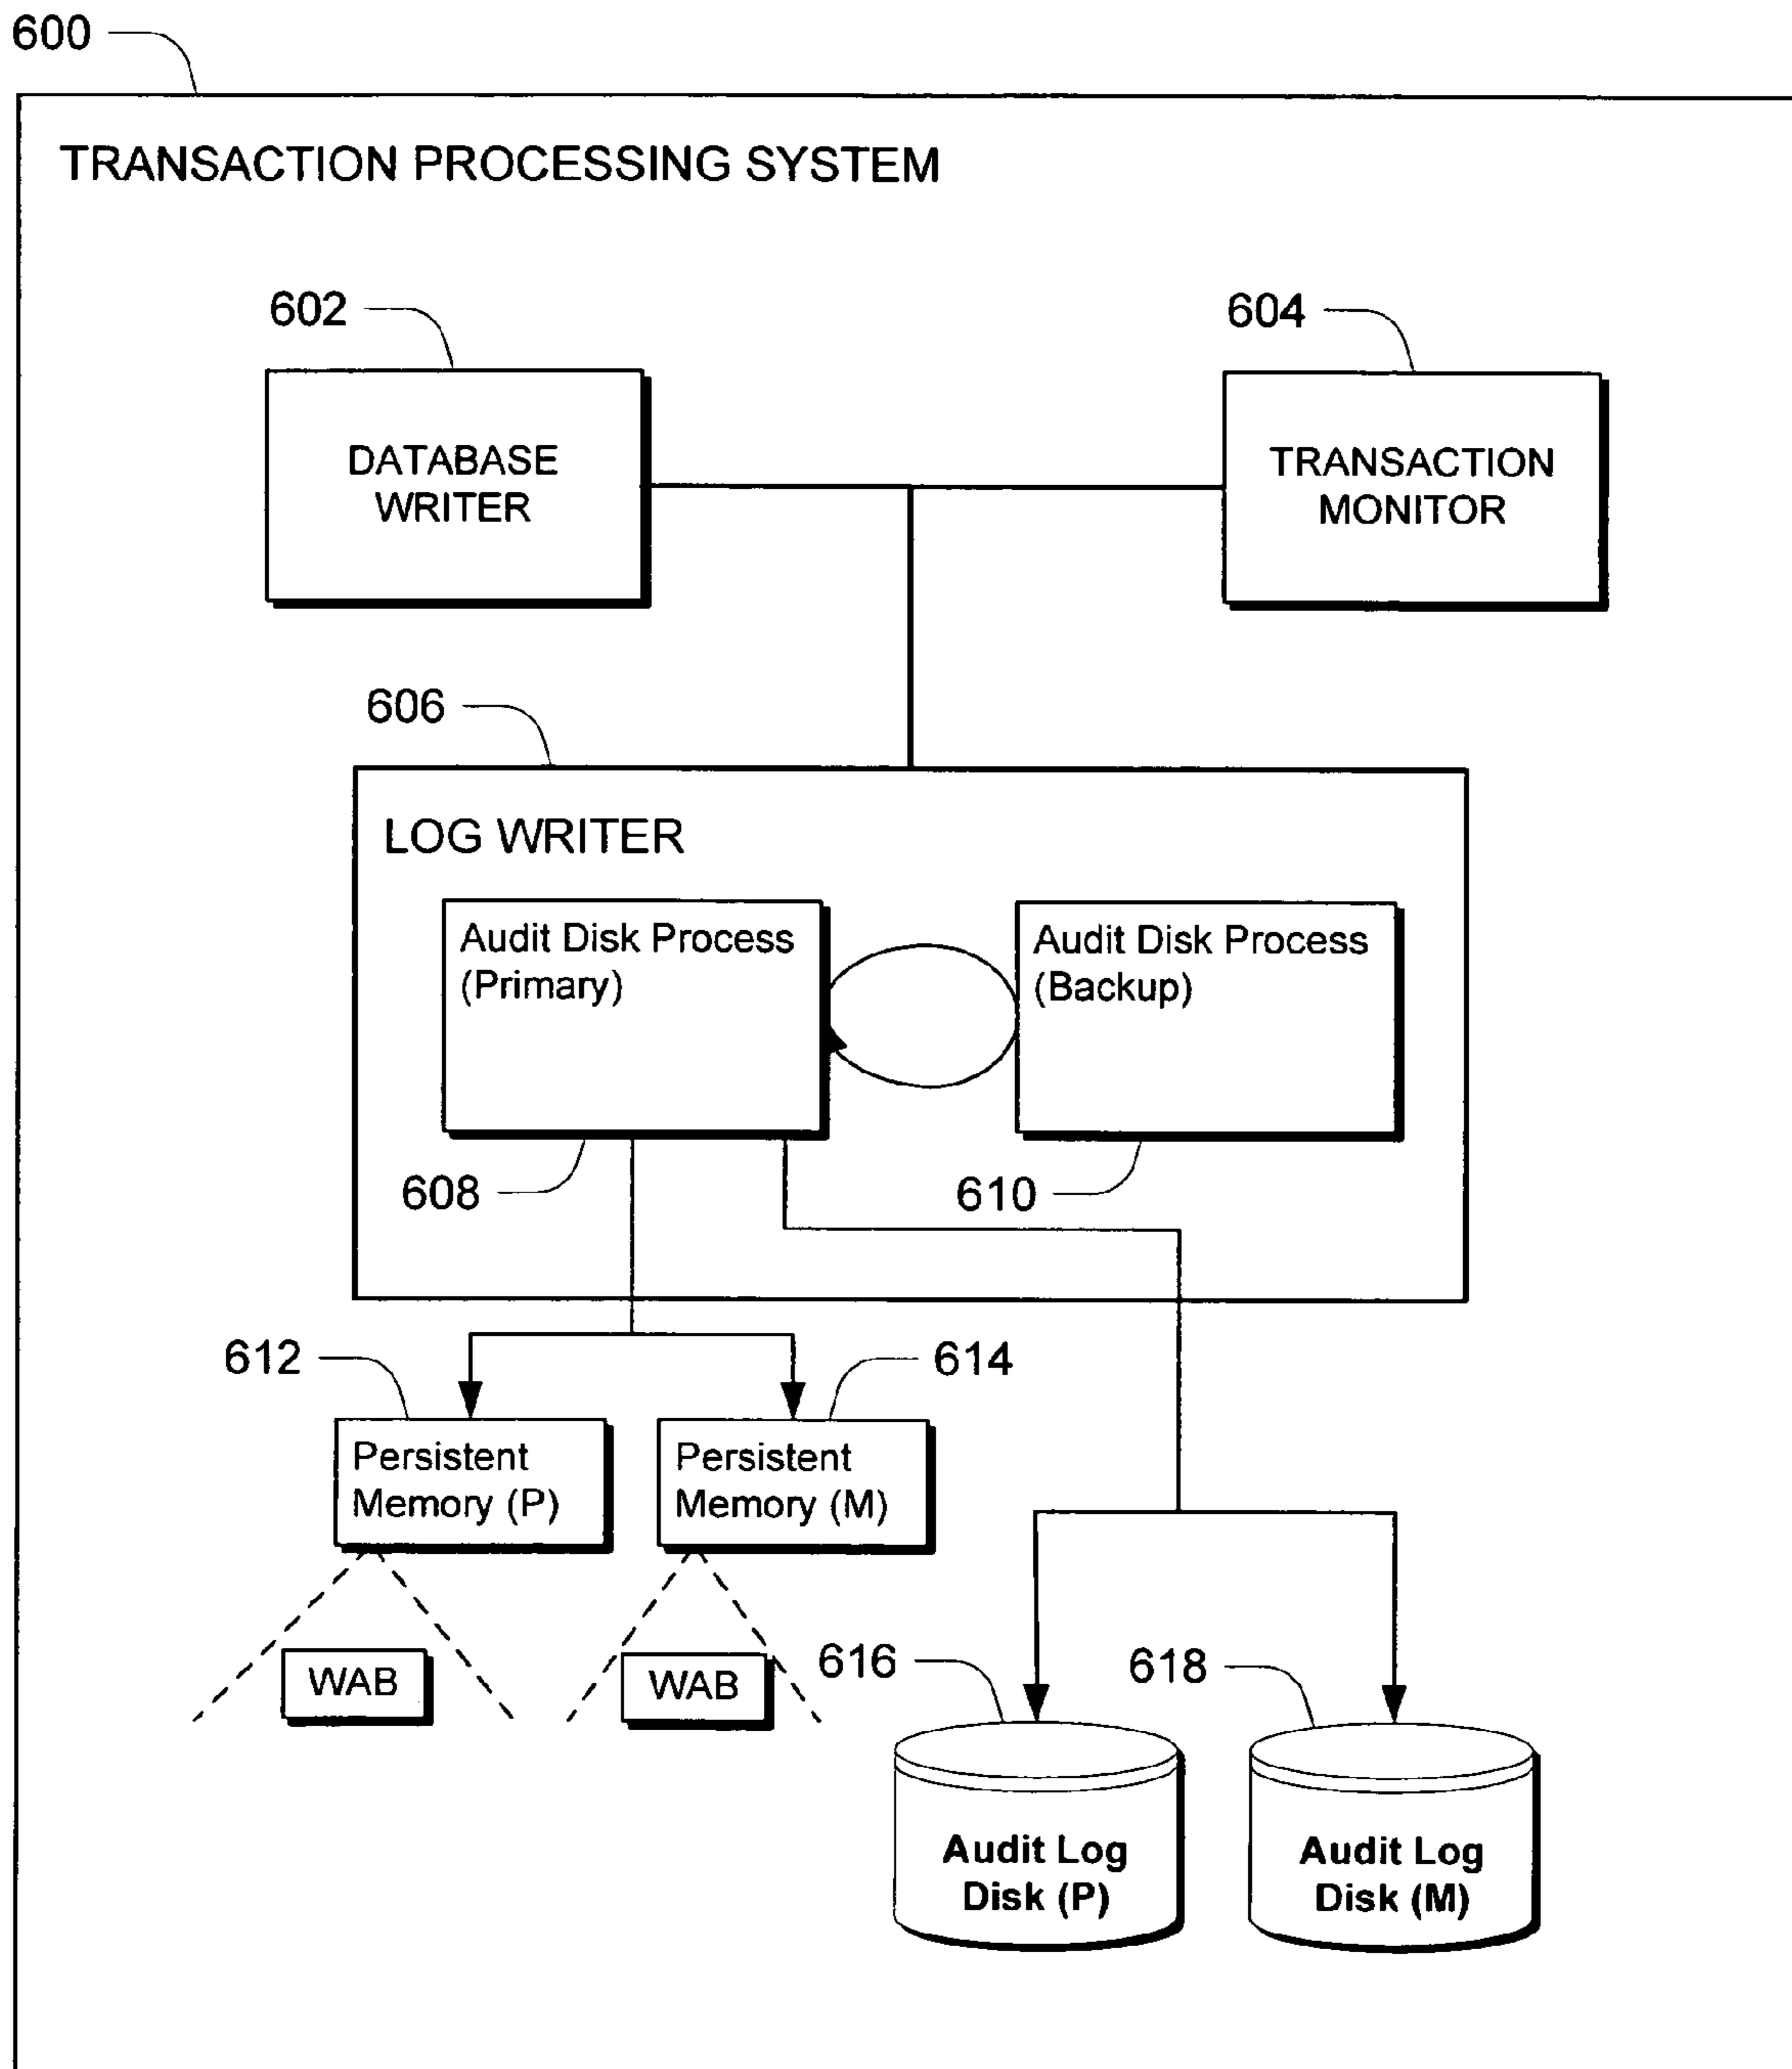 600
TRANSACTION PROCESSING SYSTEM
602
604
DATABASE
WRITER
TRANSACTION
MONITOR
606
LOG WRITER
Audit Disk Process
(Primary)
Audit Disk Process
(Backup)
608
610
612
614
Persistent
Memory (P)
Persistent
Memory (M)
WAB
WAB
616
618
Audit Log
Disk (P)
Audit Log
Disk (M)